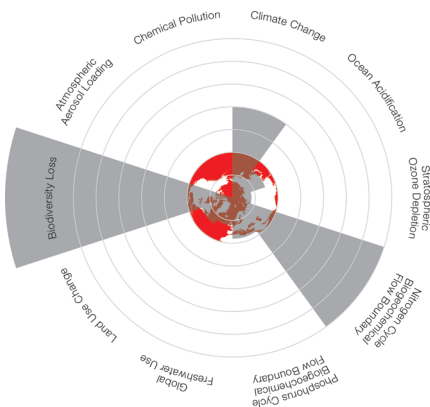 Climate Change
Ocean Acidification
Stratospheric
Ozone Depletion
Nitrogen Cycle
Biogeochemical
Flow Boundary
Phosphorus Cycle
Biogeochemical
Flow Boundary
Global
Freshwater Use
Land Use Change
Biodiversity Loss
Atmospheric
Aerosol Loading
Chemical Pollution